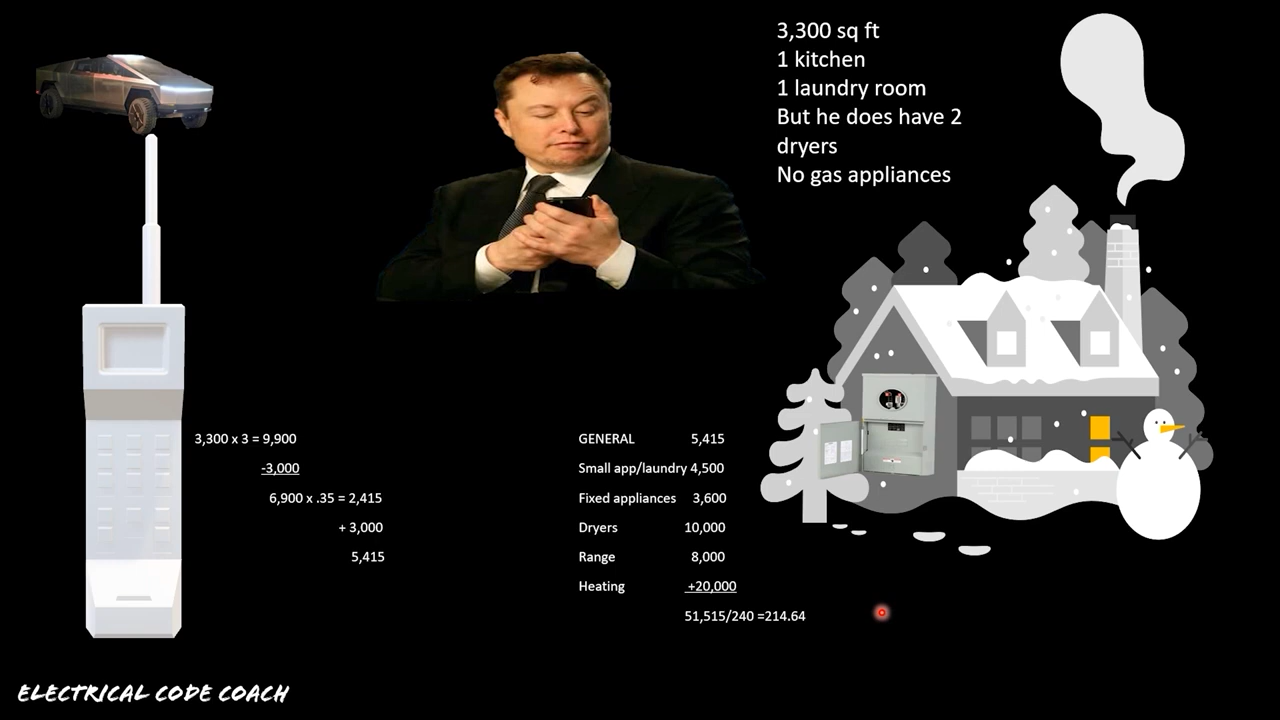 3,300 sq ft
1 kitchen
1 laundry room
But he does have 2
dryers
No gas appliances
3,300 x 3 = 9,900
-3,000
6,900 x .35 = 2,415
+ 3,000
5,415
GENERAL 5,415
Small app/laundry 4,500
Fixed appliances 3,600
Dryers 10,000
Range 8,000
Heating +20,000
51,515/240 =214.64
ELECTRICAL CODE COACH